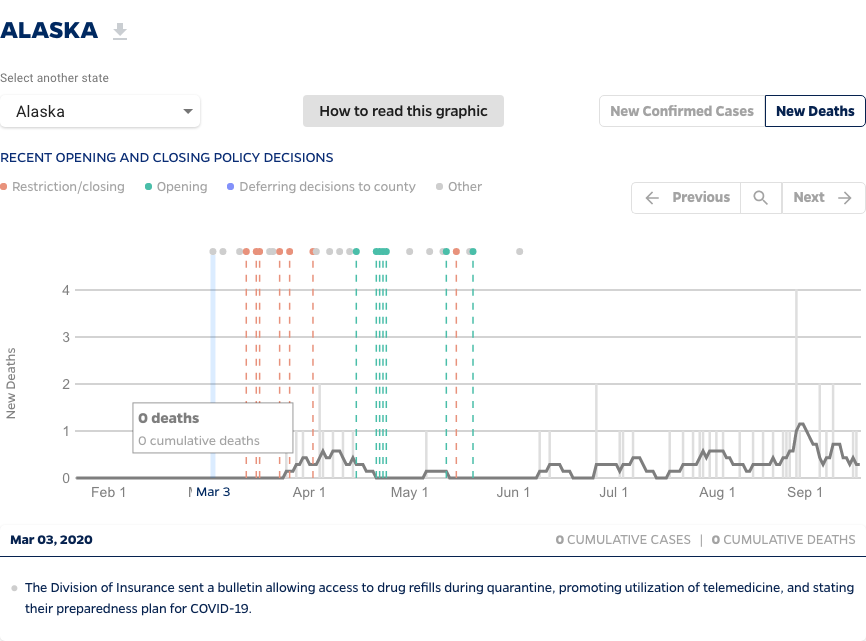 ALASKA
Select another state
Alaska
How to read this graphic
New Confirmed Cases
New Deaths
RECENT OPENING AND CLOSING POLICY DECISIONS
Restriction/closing
Opening
Deferring decisions to county
Other
Previous
Next
New Deaths
4
3
2
1
0
0 deaths
0 cumulative deaths
Feb 1
Mar 3
Apr 1
May 1
Jun 1
Jul 1
Aug 1
Sep 1
Mar 03, 2020
0 CUMULATIVE CASES | 0 CUMULATIVE DEATHS
The Division of Insurance sent a bulletin allowing access to drug refills during quarantine, promoting utilization of telemedicine, and stating
their preparedness plan for COVID-19.